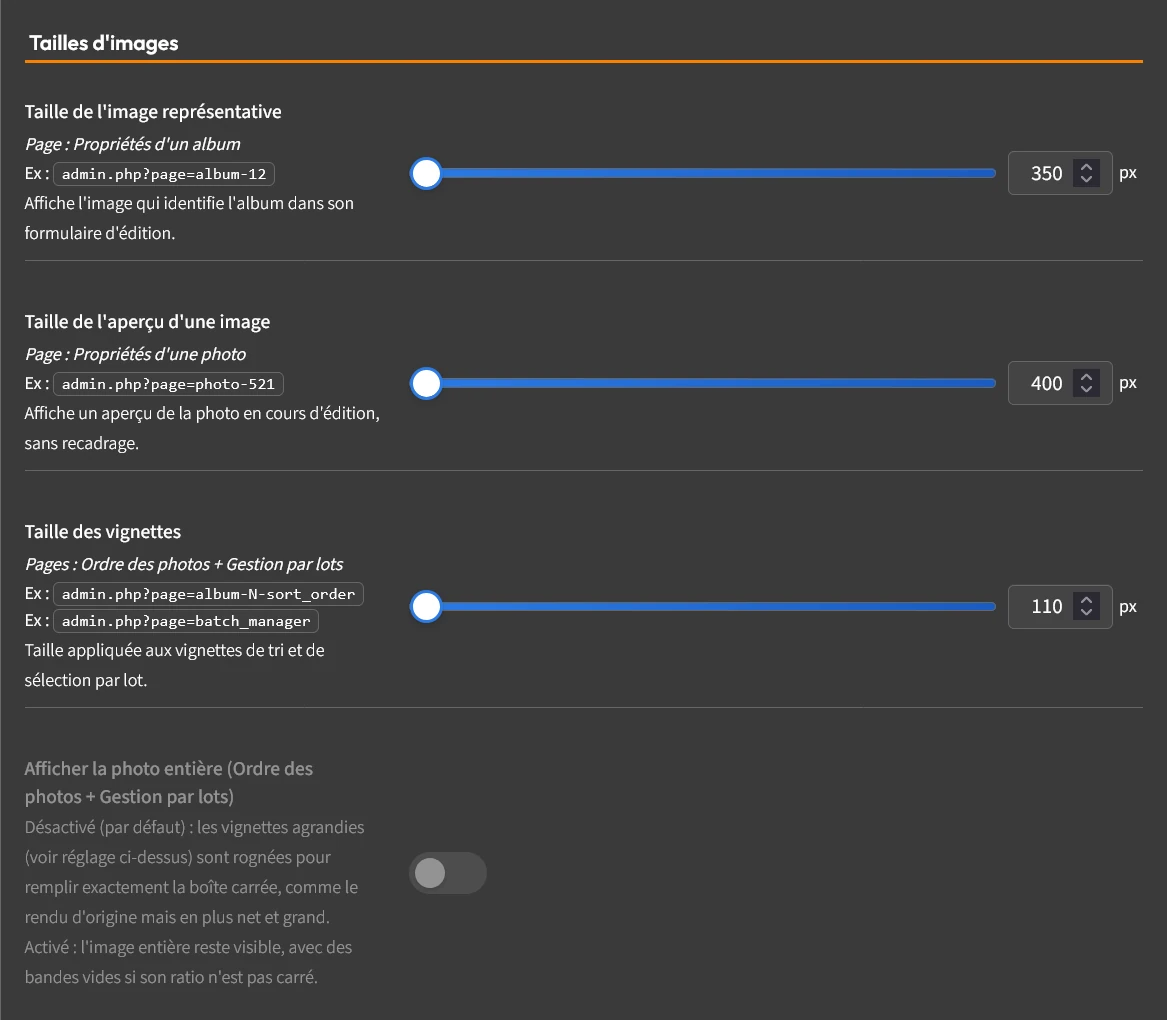 Tailles d'images
Taille de l'image représentative
Page : Propriétés d'un album
Ex : admin.php?page=album-12
Affiche l'image qui identifie l'album dans son
formulaire d'édition.
350 px
Taille de l'aperçu d'une image
Page : Propriétés d'une photo
Ex : admin.php?page=photo-521
Affiche un aperçu de la photo en cours d'édition,
sans recadrage.
400 px
Taille des vignettes
Pages : Ordre des photos + Gestion par lots
Ex : admin.php?page=album-N-sort_order
Ex : admin.php?page=batch_manager
Taille appliquée aux vignettes de tri et de
sélection par lot.
110 px
Afficher la photo entière (Ordre des
photos + Gestion par lots)
Désactivé (par défaut) : les vignettes agrandies
(voir réglage ci-dessus) sont rognées pour
remplir exactement la boîte carrée, comme le
rendu d'origine mais en plus net et grand.
Activé : l'image entière reste visible, avec des
bandes vides si son ratio n'est pas carré.